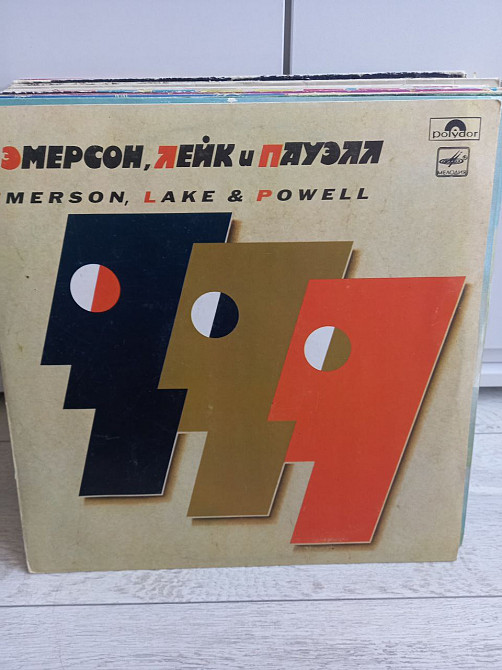 polydor
ЭМЕРСОН, ЛЕЙК и ПАУЭЛЛ
МЕЛОДИЯ
MERSON, LAKE & POWELL